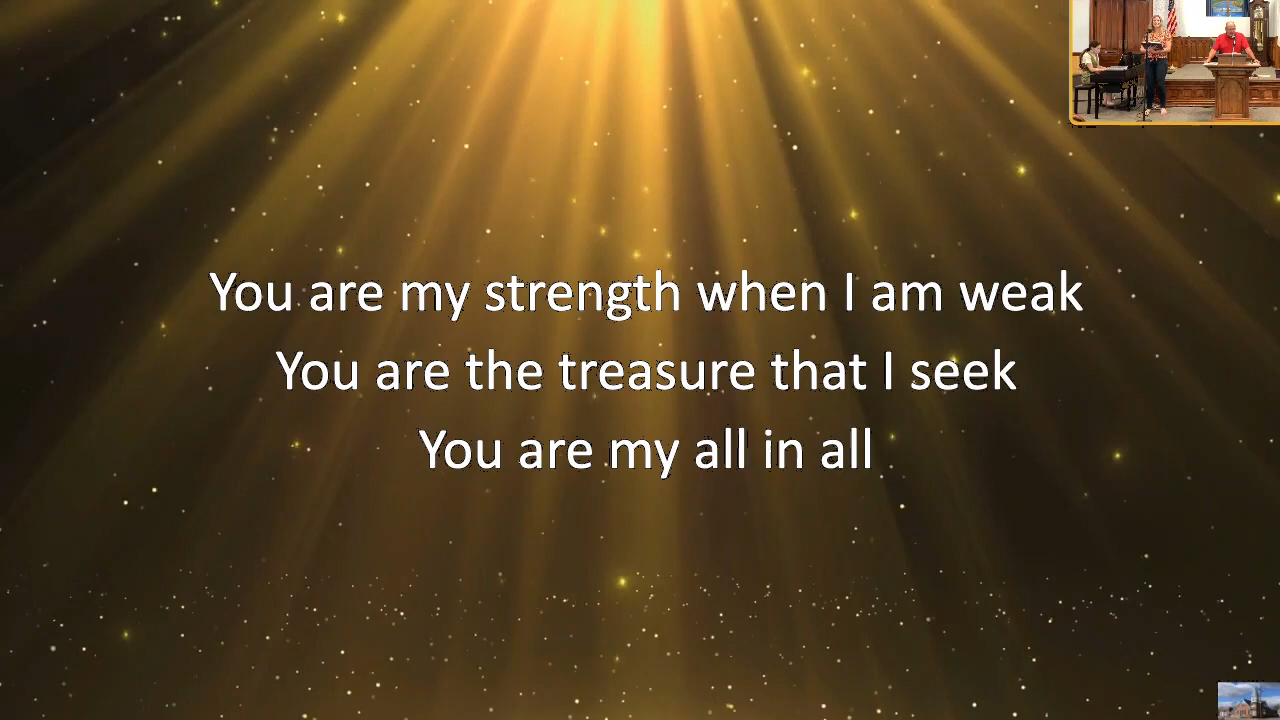 You are my strength when I am weak
You are the treasure that I seek
You are my all in all